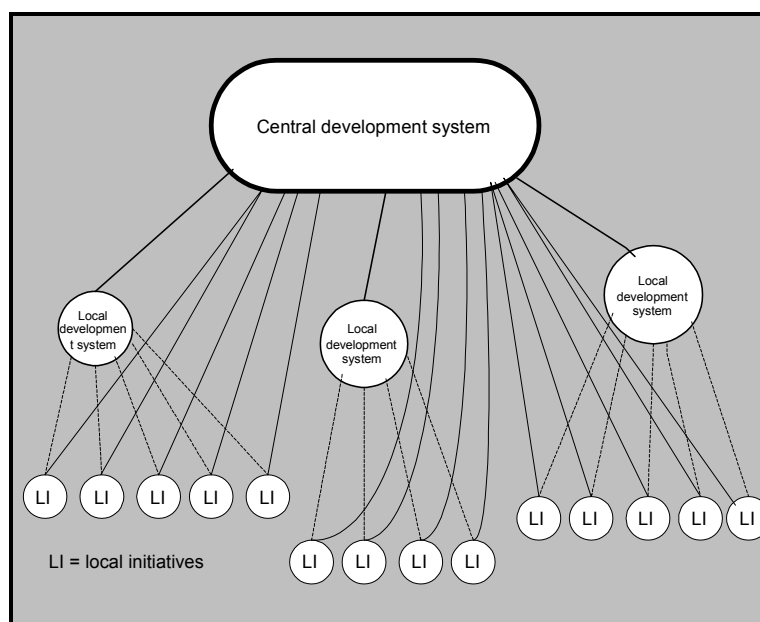 Central development system
Local
developmen
t system
Local
development
system
Local
development
system
LI
LI
LI
LI
LI
LI
LI
LI
LI
LI
LI
LI
LI
LI
LI = local initiatives